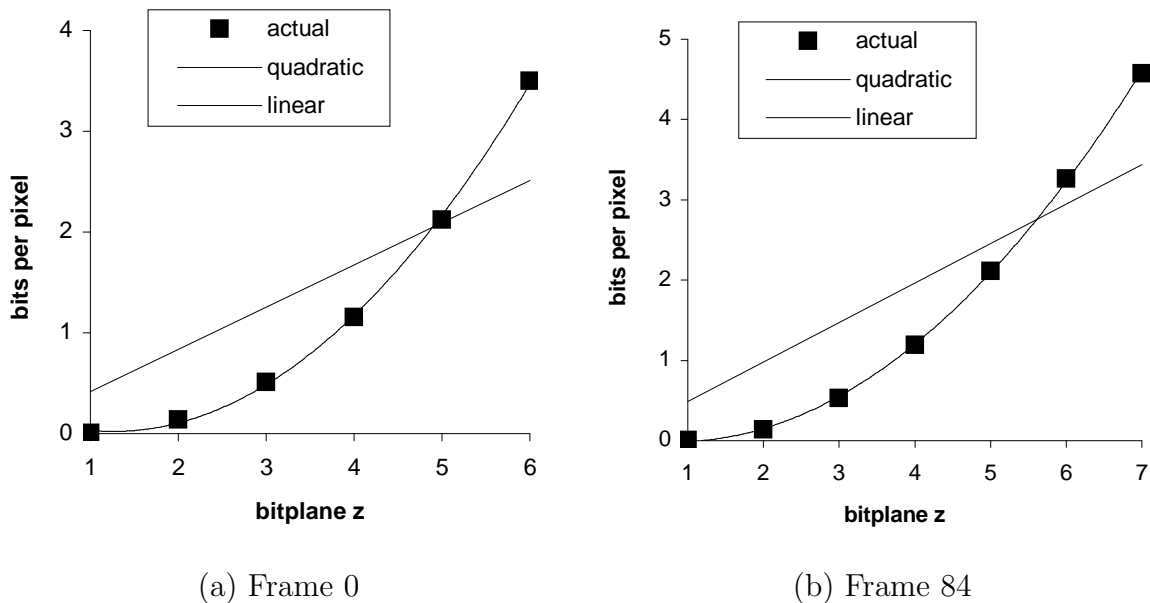 actual
quadratic
linear
4
3
2
1
0
1 2 3 4 5 6
bits per pixel
bitplane z
(a) Frame 0
actual
quadratic
linear
5
4
3
2
1
0
1 2 3 4 5 6 7
bits per pixel
bitplane z
(b) Frame 84